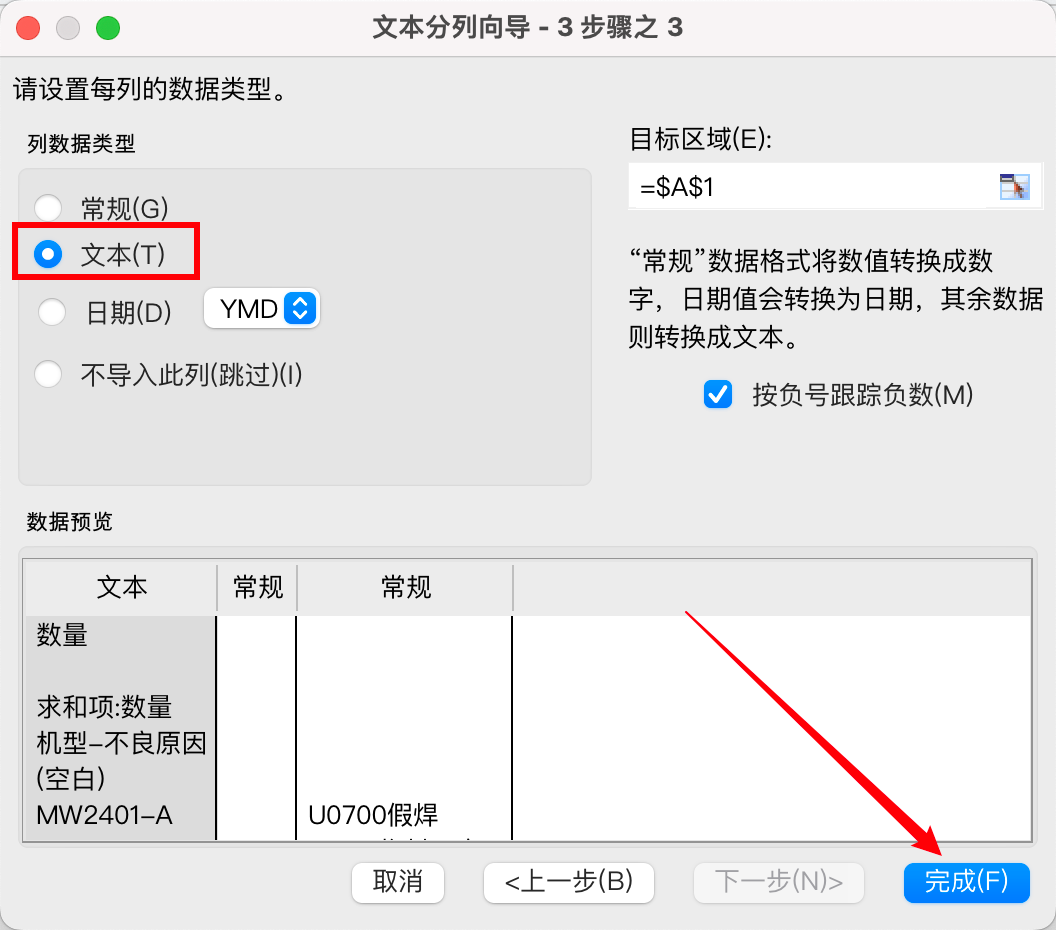 文本分列向导 - 3 步骤之 3
请设置每列的数据类型。
列数据类型
常规(G)
文本(T)
日期(D)
YMD
不导入此列(跳过)(I)
目标区域(E):
=$A$1
“常规”数据格式将数值转换成数
字，日期值会转换为日期，其余数据
则转换成文本。
按负号跟踪负数(M)
数据预览
文本 常规 常规
数量
求和项:数量
机型-不良原因
(空白)
MW2401-A U0700假焊
取消 <上一步(B) 下一步(N)> 完成(F)